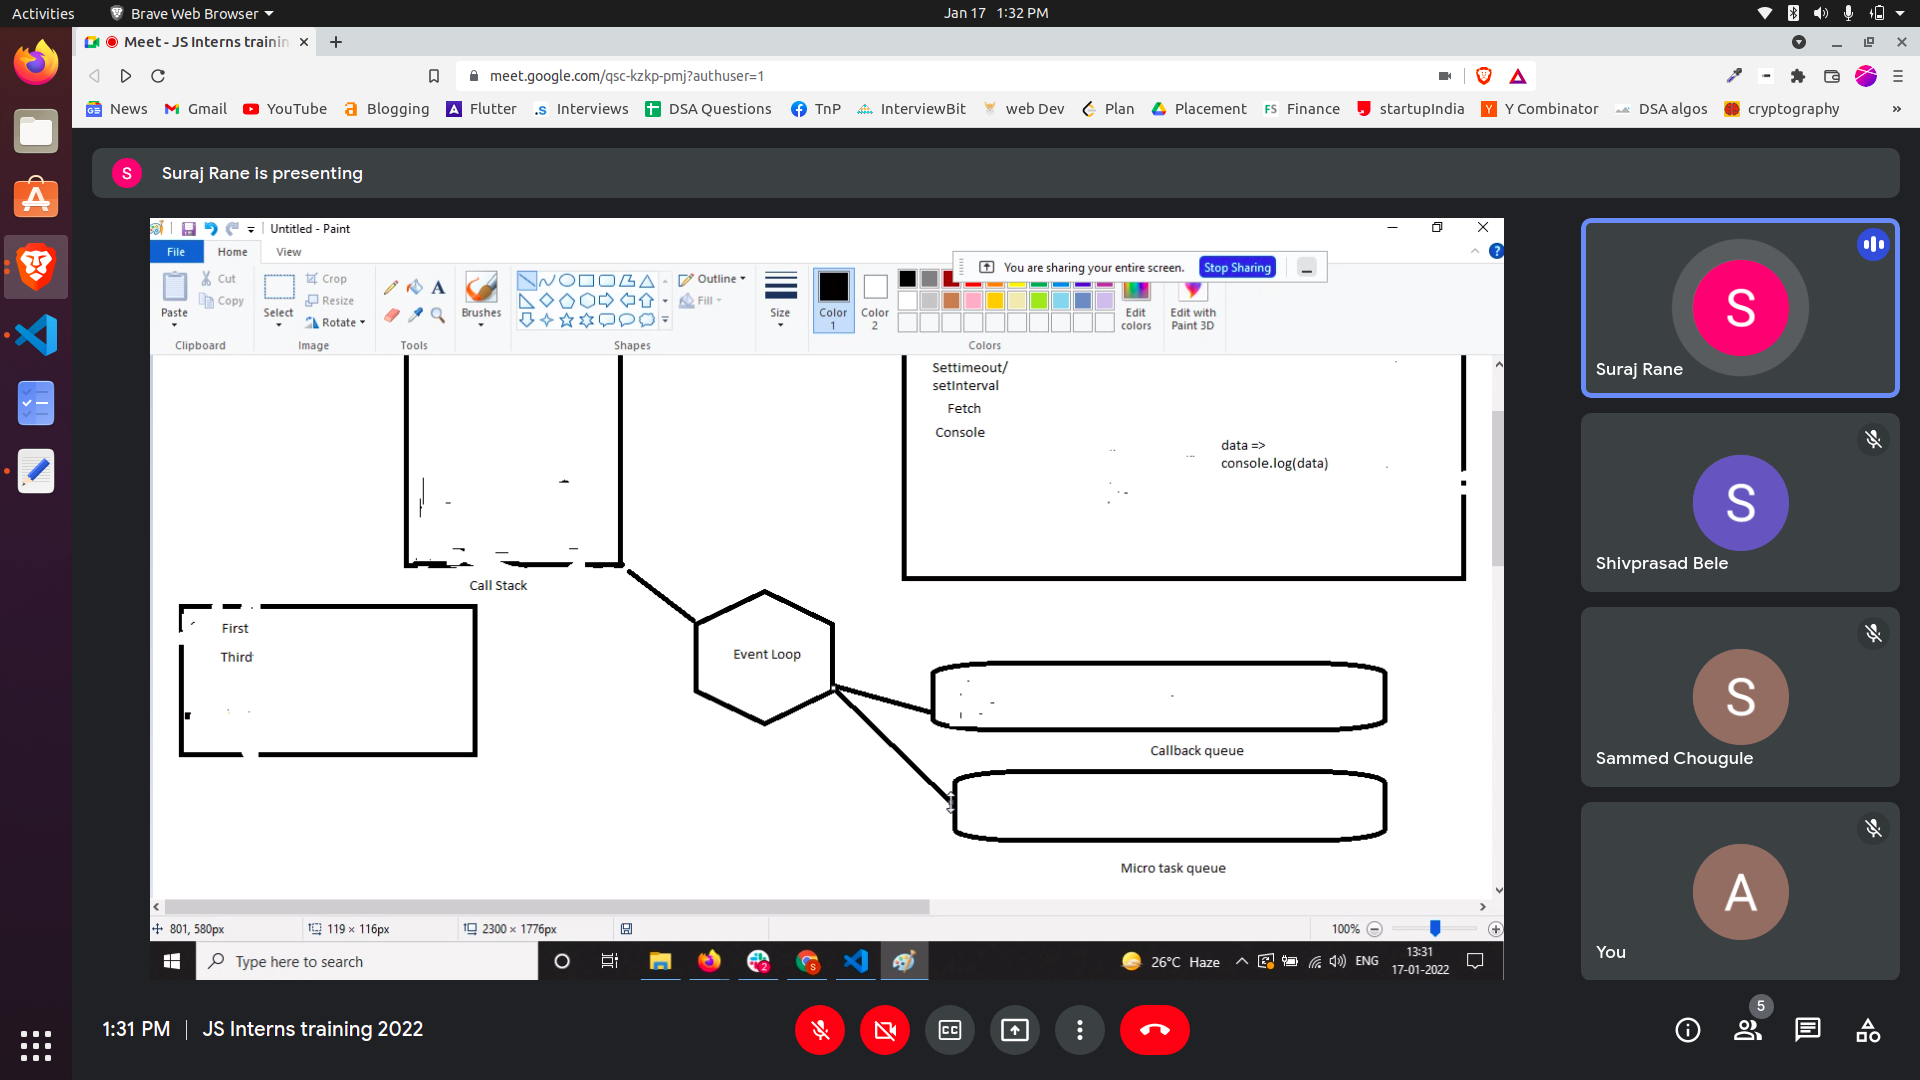 Activities
Brave Web Browser
Jan 17 1:32 PM
Meet - JS Interns trainin
meet.google.com/qsc-kzkp-pmj?authuser=1
News
Gmail
YouTube
Blogging
Flutter
Interviews
DSA Questions
TnP
InterviewBit
web Dev
Plan
Placement
FS Finance
startupIndia
Y Combinator
DSA algos
cryptography
»
S
Suraj Rane is presenting
Untitled - Paint
File
Home
View
You are sharing your entire screen.
Stop Sharing
Paste
Cut
Copy
Clipboard
Select
Crop
Resize
Rotate
Image
Tools
Brushes
Shapes
Outline
Fill
Size
Color
1
Color
2
Colors
Edit
colors
Edit with
Paint 3D
Settimeout/
setInterval
Fetch
Console
data =>
console.log(data)
Call Stack
First
Third
Event Loop
Callback queue
Micro task queue
801, 580px
119 × 116px
2300 × 1776px
100%
Type here to search
2
S
26°C Haze
ENG
13:31
17-01-2022
S
Suraj Rane
S
Shivprasad Bele
S
Sammed Chougule
A
You
1:31 PM
JS Interns training 2022
CC
5